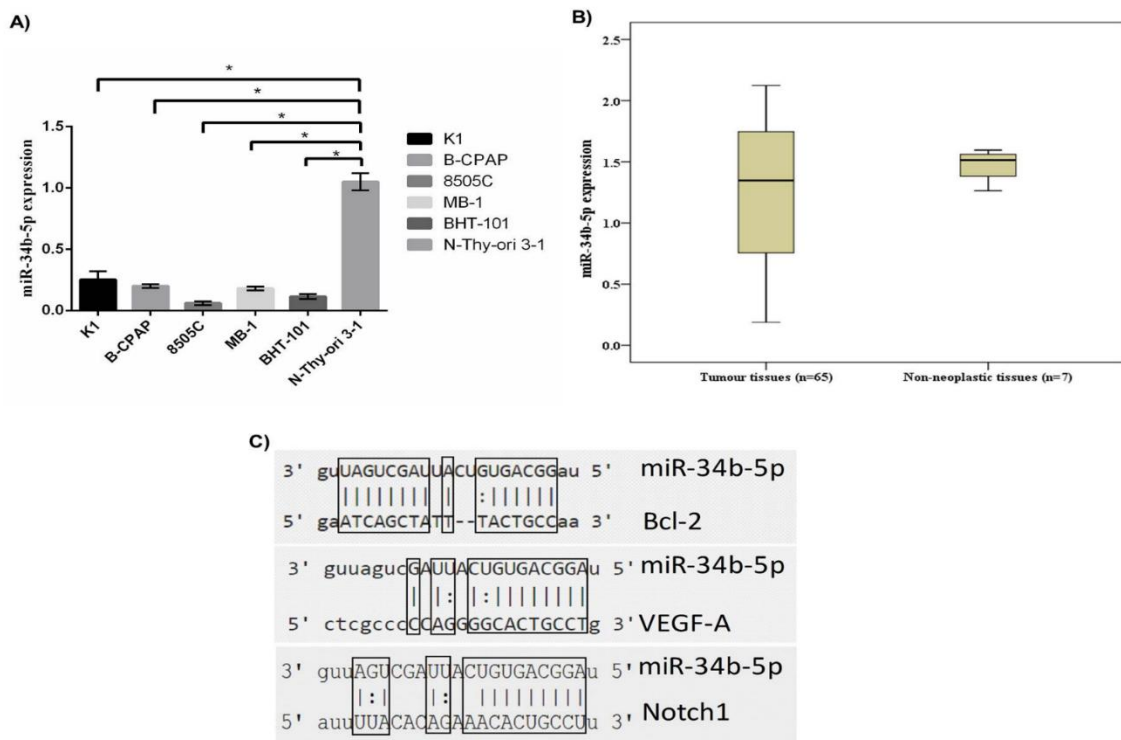 A)
* * * * *
miR-34b-5p expression
1.5
1.0
0.5
0.0
K1
B-CPAP
8505C
MB-1
BHT-101
N-Thy-ori 3-1
K1
B-CPAP
8505C
MB-1
BHT-101
N-Thy-ori 3-1
B)
miR-34b-5p expression
2.5
2.0
1.5
1.0
0.5
0.0
Tumour tissues (n=65)
Non-neoplastic tissues (n=7)
C)
3' guUAGUCGAUUACUGUGACGGau 5' miR-34b-5p
||||||||  |  :||||||
5' gaATCAGCTATT--TACTGCCaa 3' Bcl-2
3' guuagucGAUUACUGUGACGGAu 5' miR-34b-5p
| |: |:||||||||
5' ctcgcccCCAGGGGCACTGCCTg 3' VEGF-A
3' guuAGUCGAUUACUGUGACGGAu 5' miR-34b-5p
|:| |: |||||||||
5' auuUUACACAGAAACACUGCCUu 3' Notch1